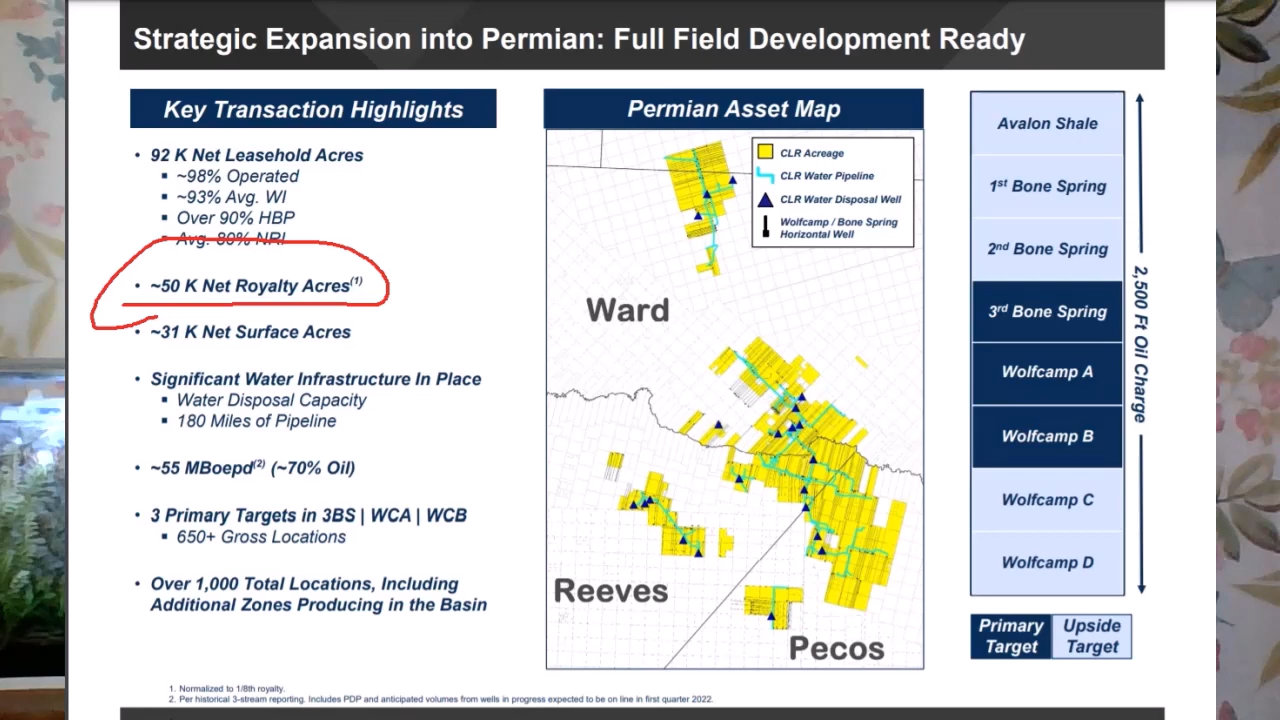 Strategic Expansion into Permian: Full Field Development Ready
Key Transaction Highlights
• 92 K Net Leasehold Acres
▪ ~98% Operated
▪ ~93% Avg. WI
▪ Over 90% HBP
▪ Avg. 80% NRI
• ~50 K Net Royalty Acres(1)
• ~31 K Net Surface Acres
• Significant Water Infrastructure In Place
▪ Water Disposal Capacity
▪ 180 Miles of Pipeline
• ~55 MBoepd(2) (~70% Oil)
• 3 Primary Targets in 3BS | WCA | WCB
▪ 650+ Gross Locations
• Over 1,000 Total Locations, Including
Additional Zones Producing in the Basin
Permian Asset Map
CLR Acreage
CLR Water Pipeline
CLR Water Disposal Well
Wolfcamp / Bone Spring
Horizontal Well
Ward
Reeves
Pecos
Avalon Shale
1st Bone Spring
2nd Bone Spring
3rd Bone Spring
Wolfcamp A
Wolfcamp B
Wolfcamp C
Wolfcamp D
2,500 Ft Oil Charge
Primary
Target
Upside
Target
1. Normalized to 1/8th royalty.
2. Per historical 3-stream reporting. Includes PDP and anticipated volumes from wells in progress expected to be on line in first quarter 2022.